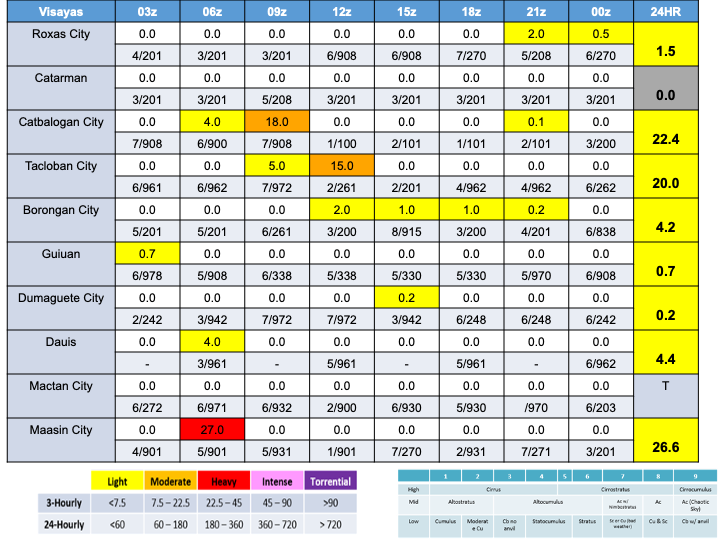 Visayas 03z 06z 09z 12z 15z 18z 21z 00z 24HR
Roxas City 0.0 0.0 0.0 0.0 0.0 0.0 2.0 0.5 1.5
4/201 3/201 3/201 6/908 6/908 7/270 5/208 6/270
Catarman 0.0 0.0 0.0 0.0 0.0 0.0 0.0 0.0 0.0
3/201 3/201 5/208 3/201 3/201 3/201 3/201 3/201
Catbalogan City 0.0 4.0 18.0 0.0 0.0 0.0 0.1 0.0 22.4
7/908 6/900 7/908 1/100 2/101 1/101 2/101 3/200
Tacloban City 0.0 0.0 5.0 15.0 0.0 0.0 0.0 0.0 20.0
6/961 6/962 7/972 2/261 2/201 4/962 4/962 6/262
Borongan City 0.0 0.0 0.0 2.0 1.0 1.0 0.2 0.0 4.2
5/201 5/201 6/261 3/200 8/915 3/200 4/201 6/838
Guiuan 0.7 0.0 0.0 0.0 0.0 0.0 0.0 0.0 0.7
6/978 5/908 6/338 5/338 5/330 5/330 5/970 6/908
Dumaguete City 0.0 0.0 0.0 0.0 0.2 0.0 0.0 0.0 0.2
2/242 3/942 7/972 7/972 3/942 6/248 6/248 6/242
Dauis 0.0 4.0 0.0 0.0 0.0 0.0 0.0 0.0 4.4
- 3/961 - 5/961 - 5/961 - 6/962
Mactan City 0.0 0.0 0.0 0.0 0.0 0.0 0.0 0.0 T
6/272 6/971 6/932 2/900 6/930 5/930 /970 6/203
Maasin City 0.0 27.0 0.0 0.0 0.0 0.0 0.0 0.0 26.6
4/901 5/901 5/931 1/901 7/270 2/931 7/271 3/201
Light Moderate Heavy Intense Torrential
3-Hourly <7.5 7.5 – 22.5 22.5 – 45 45 – 90 >90
24-Hourly <60 60 - 180 180 – 360 360 – 720 > 720
1 2 3 4 5 6 7 8 9
High Cirrus Cirrostratus Cirrocumulus
Mid Altostratus Altocumulus Ac w/ Nimbostratus Ac Ac (Chaotic Sky)
Low Cumulus Moderate Cu Cb no anvil Statocumulus Stratus St or Cu (bad weather) Cu & Sc Cb w/ anvil